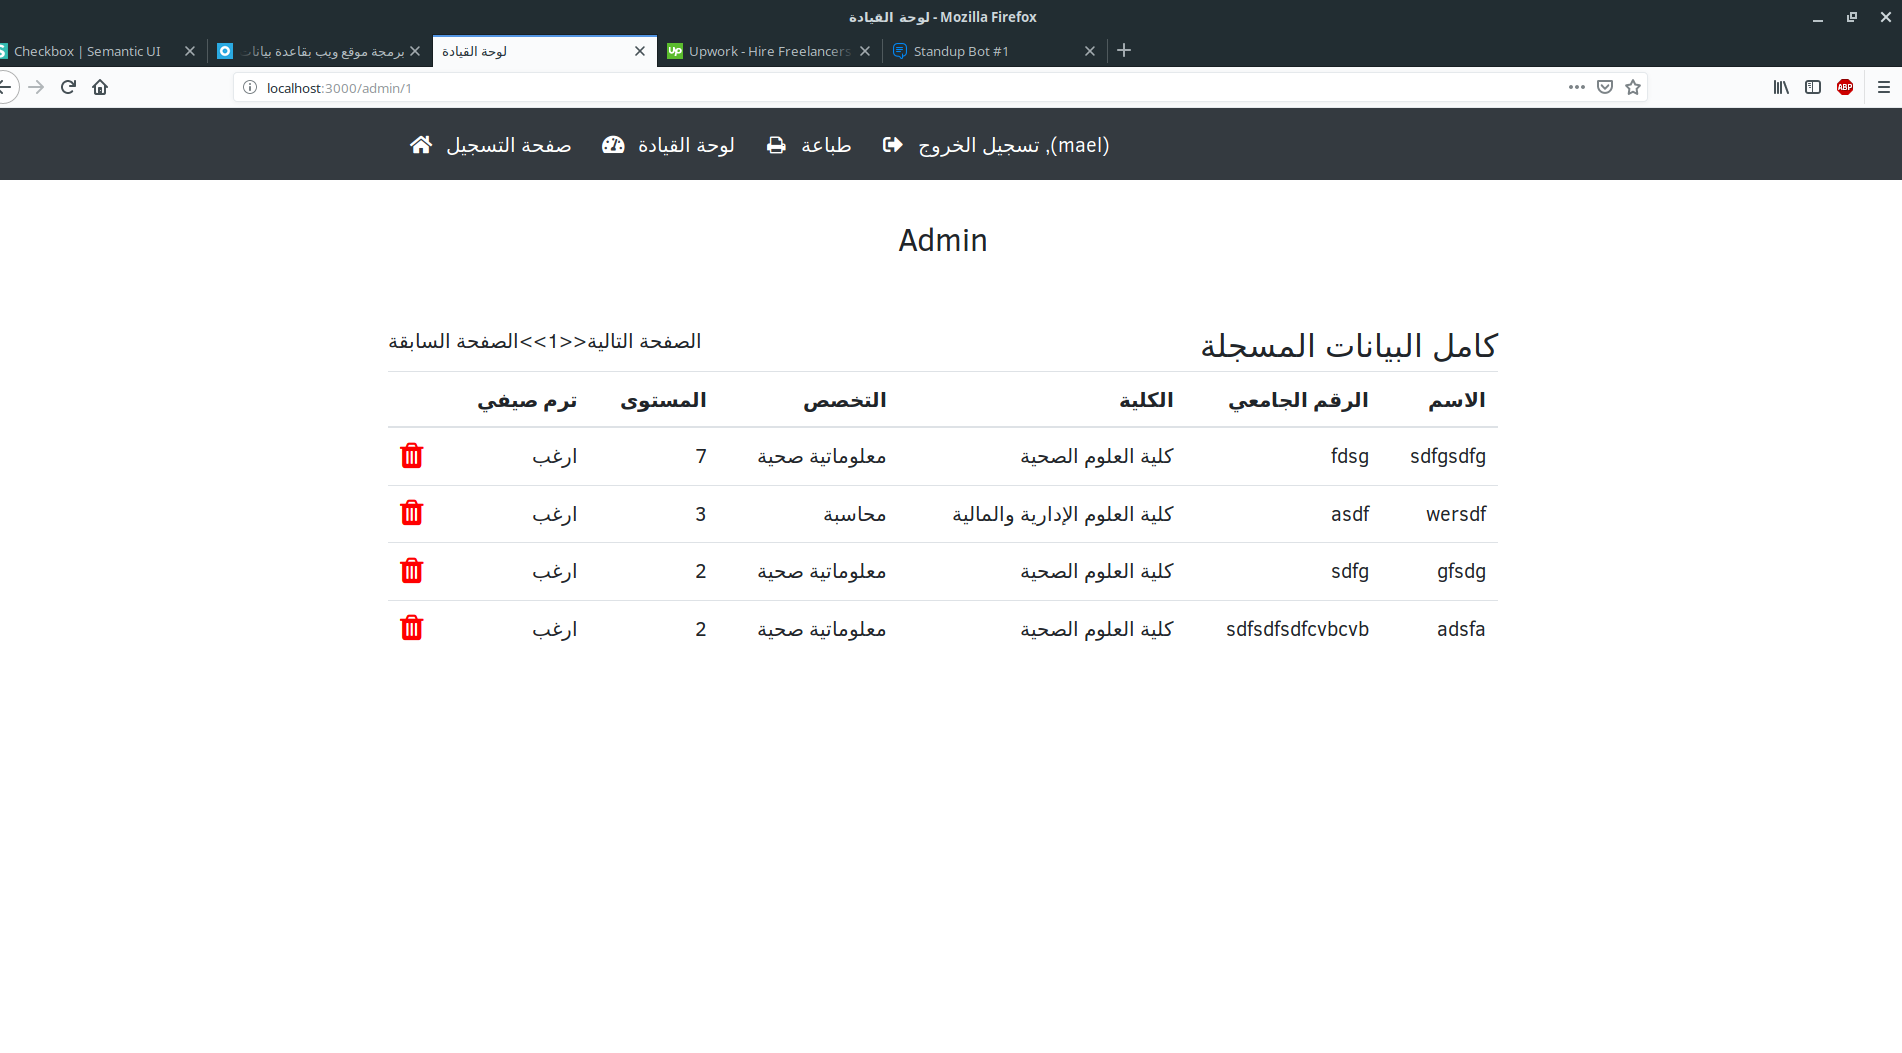 لوحة القيادة - Mozilla Firefox
Checkbox | Semantic UI
برمجة موقع ويب بقاعدة بيانات
لوحة القيادة
Upwork - Hire Freelancers
Standup Bot #1
localhost:3000/admin/1
ABP
صفحة التسجيل
لوحة القيادة
طباعة
(mael), تسجيل الخروج
Admin
كامل البيانات المسجلة
الصفحة التالية<<1>>الصفحة السابقة
الاسم الرقم الجامعي الكلية التخصص المستوى ترم صيفي
sdfgsdfg fdsg كلية العلوم الصحية معلوماتية صحية 7 ارغب
wersdf asdf كلية العلوم الإدارية والمالية محاسبة 3 ارغب
gfsdg sdfg كلية العلوم الصحية معلوماتية صحية 2 ارغب
adsfa sdfsdfsdfcvbcvb كلية العلوم الصحية معلوماتية صحية 2 ارغب